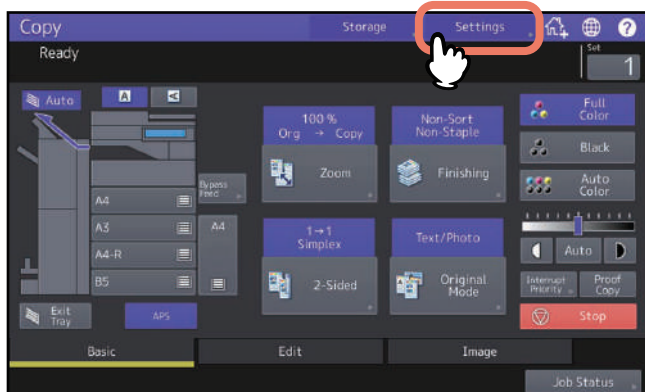 Copy
Storage
Settings
?
Ready
Set
1
Auto
A
A
100 %
Org → Copy
Zoom
Non-Sort
Non-Staple
Finishing
Full
Color
Black
Auto
Color
Bypass
Feed
A4
A3
A4-R
B5
A4
1→1
Simplex
2-Sided
Text/Photo
Original
Mode
Auto
Interrupt
Priority
Proof
Copy
Exit
Tray
APS
Stop
Basic
Edit
Image
Job Status